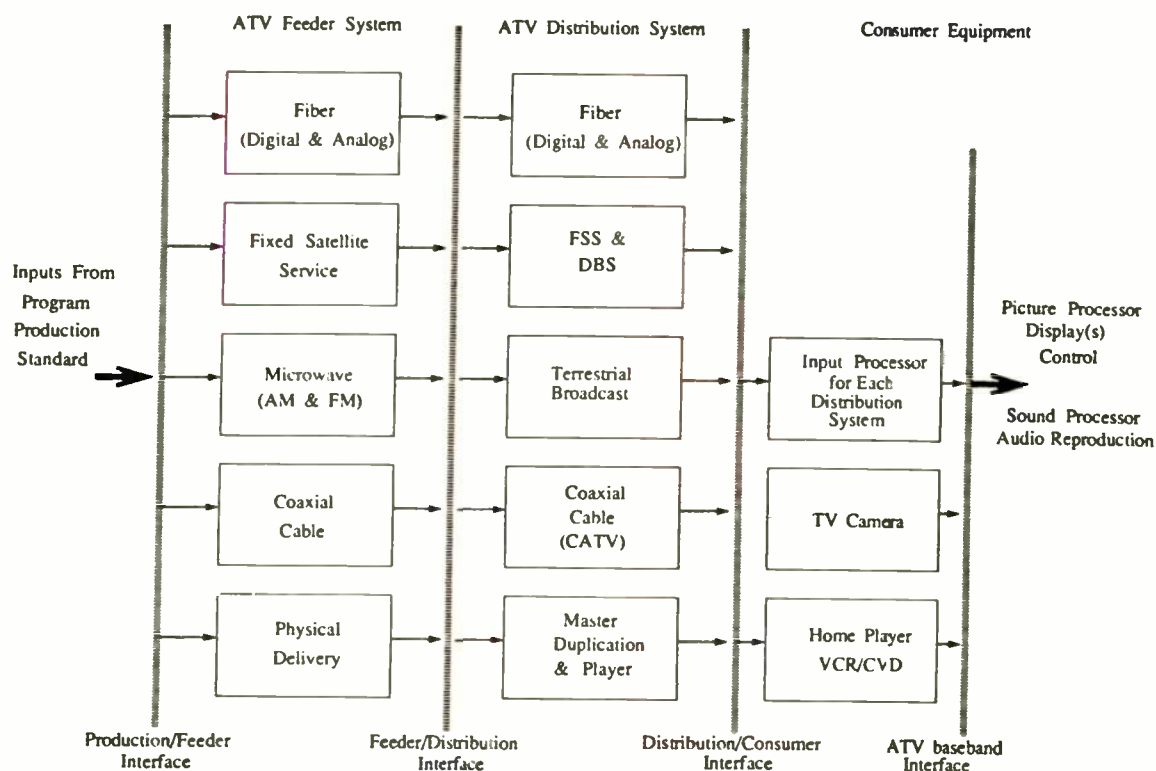 ATV Feeder System
ATV Distribution System
Consumer Equipment
Fiber
(Digital & Analog)
Fiber
(Digital & Analog)
Fixed Satellite
Service
FSS &
DBS
Inputs From
Program
Production
Standard
Microwave
(AM & FM)
Terrestrial
Broadcast
Input Processor
for Each
Distribution
System
Picture Processor
Display(s)
Control
Sound Processor
Audio Reproduction
Coaxial
Cable
Coaxial
Cable
(CATV)
TV Camera
Physical
Delivery
Master
Duplication
& Player
Home Player
VCR/CVD
Production/Feeder
Interface
Feeder/Distribution
Interface
Distribution/Consumer
Interface
ATV baseband
Interface